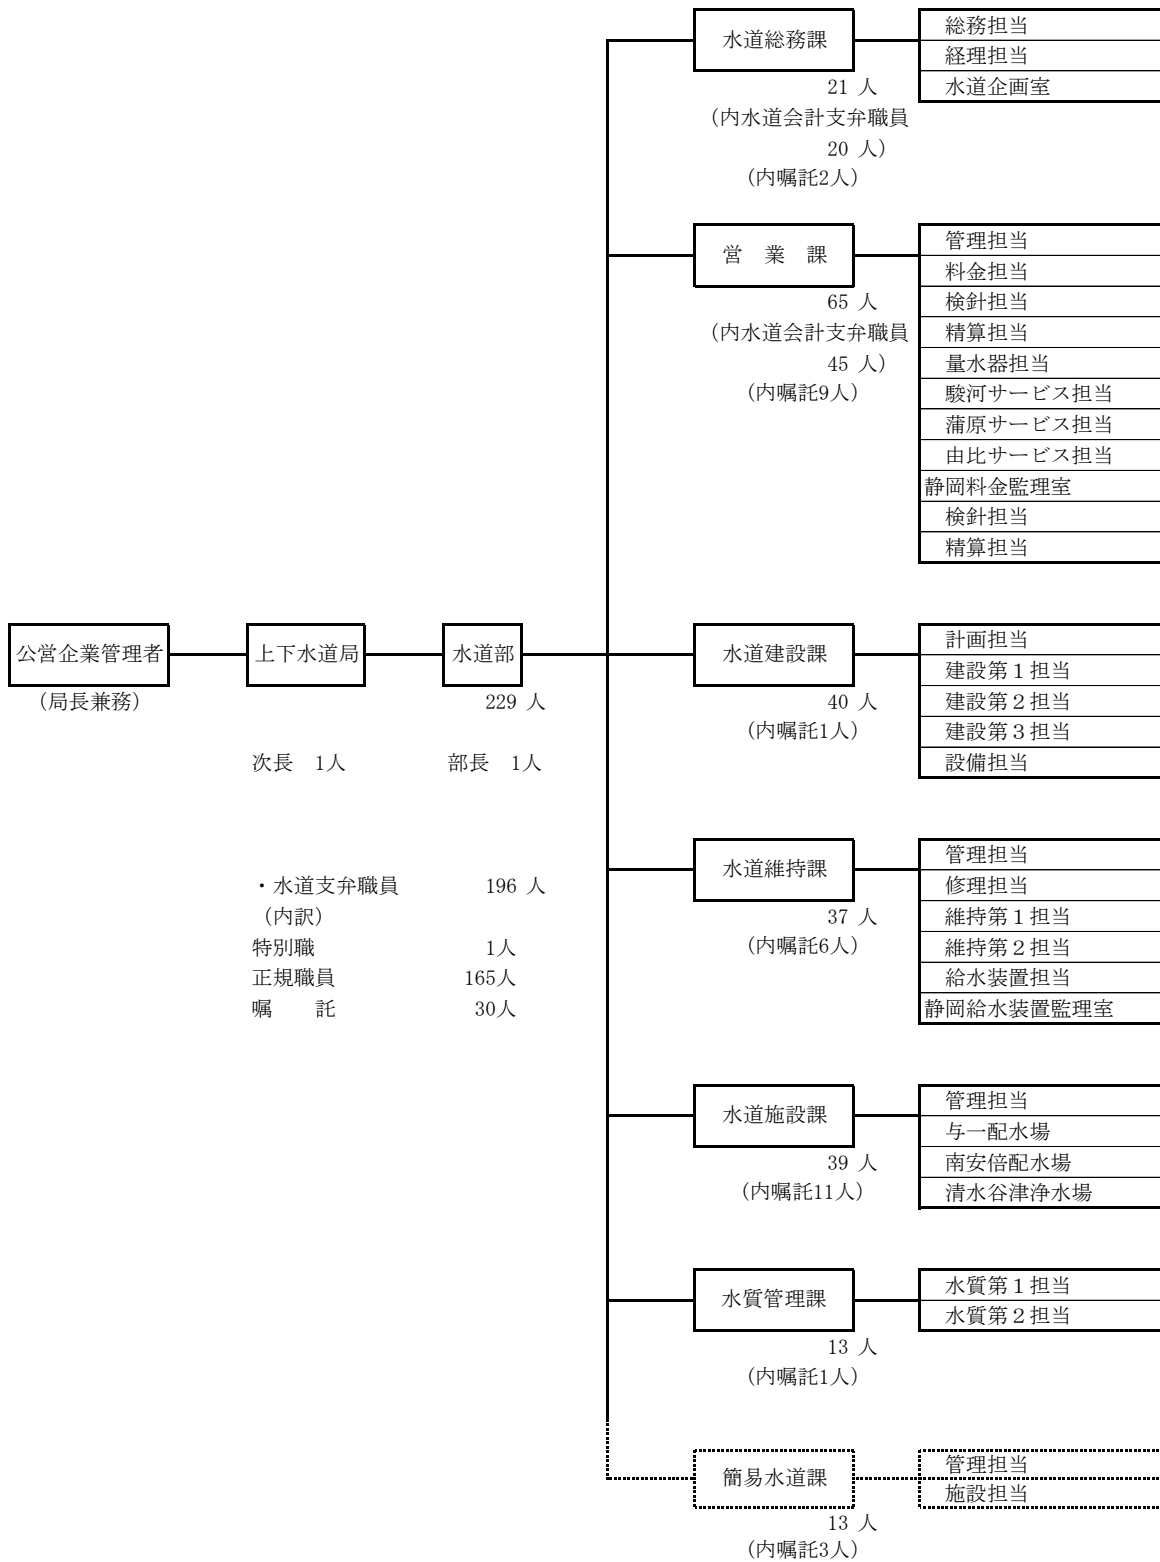 水道総務課
21 人
(内水道会計支弁職員
20 人)
(内嘱託2人)
総務担当
経理担当
水道企画室
営　業　課
65 人
(内水道会計支弁職員
45 人)
(内嘱託9人)
管理担当
料金担当
検針担当
精算担当
量水器担当
駿河サービス担当
蒲原サービス担当
由比サービス担当
静岡料金監理室
検針担当
精算担当
公営企業管理者
(局長兼務)
上下水道局
次長　1人
水道部
229 人
部長　1人
・水道支弁職員　196 人
(内訳)
特別職　1人
正規職員　165人
嘱　　託　30人
水道建設課
40 人
(内嘱託1人)
計画担当
建設第１担当
建設第２担当
建設第３担当
設備担当
水道維持課
37 人
(内嘱託6人)
管理担当
修理担当
維持第１担当
維持第２担当
給水装置担当
静岡給水装置監理室
水道施設課
39 人
(内嘱託11人)
管理担当
与一配水場
南安倍配水場
清水谷津浄水場
水質管理課
13 人
(内嘱託1人)
水質第１担当
水質第２担当
簡易水道課
13 人
(内嘱託3人)
管理担当
施設担当